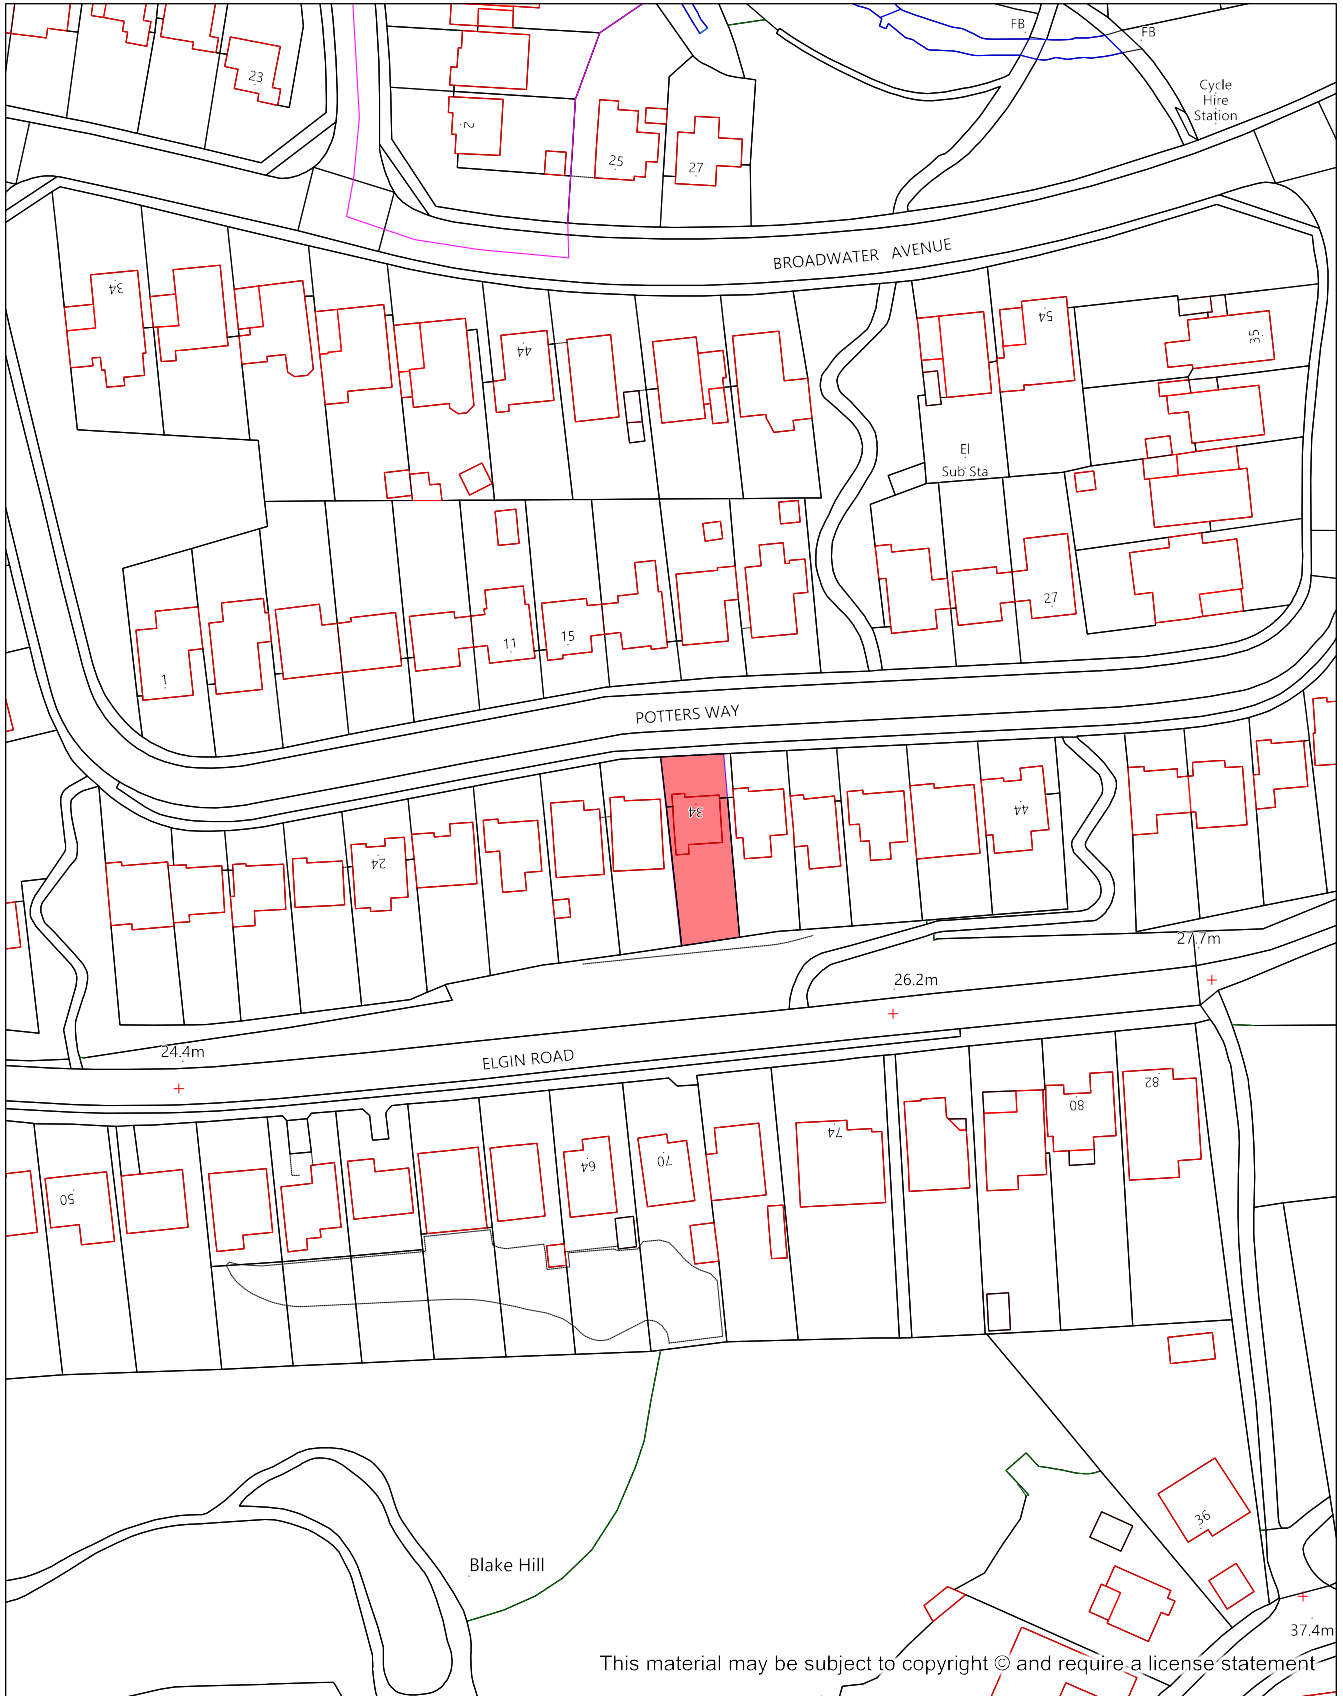 FB
FB
23
Cycle
Hire
Station
2
25
27
BROADWATER AVENUE
34
54
35
44
El
Sub Sta
27
11
15
1
POTTERS WAY
34
44
24
27.7m
26.2m
24.4m
ELGIN ROAD
82
80
74
70
64
50
36
Blake Hill
37.4m
This material may be subject to copyright © and require a license statement